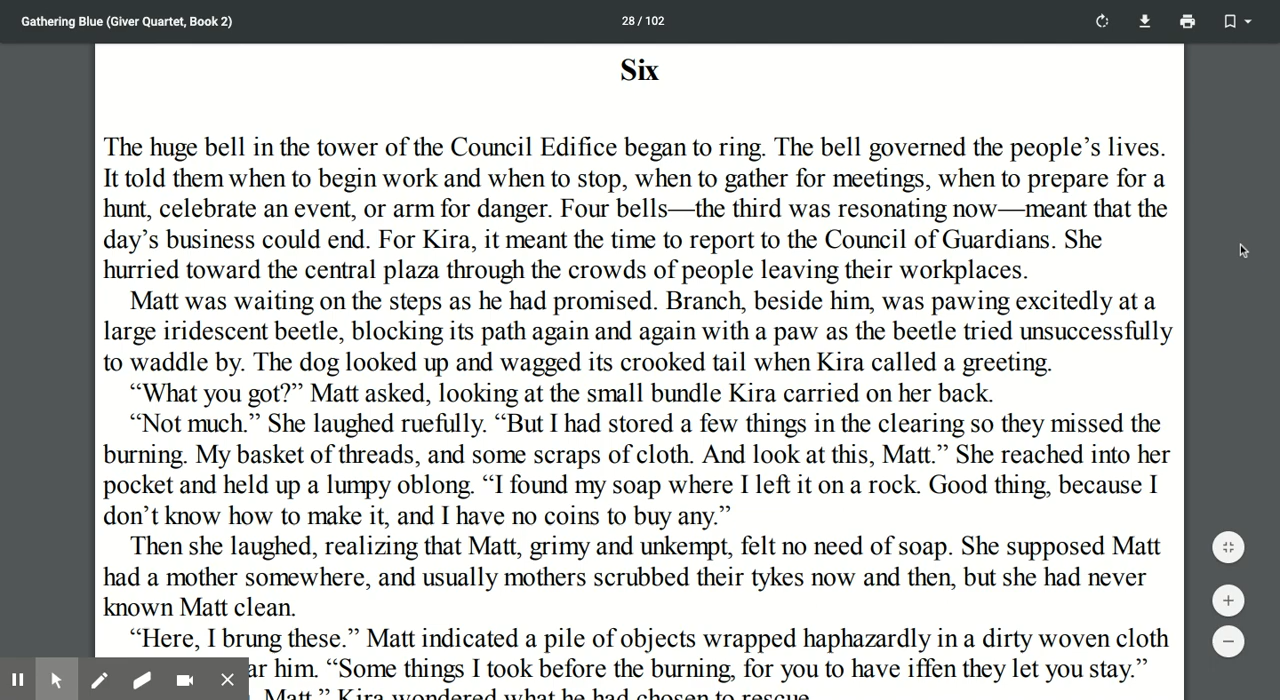 Gathering Blue (Giver Quartet, Book 2)
28 / 102
Six
The huge bell in the tower of the Council Edifice began to ring. The bell governed the people’s lives.
It told them when to begin work and when to stop, when to gather for meetings, when to prepare for a
hunt, celebrate an event, or arm for danger. Four bells—the third was resonating now—meant that the
day’s business could end. For Kira, it meant the time to report to the Council of Guardians. She
hurried toward the central plaza through the crowds of people leaving their workplaces.
Matt was waiting on the steps as he had promised. Branch, beside him, was pawing excitedly at a
large iridescent beetle, blocking its path again and again with a paw as the beetle tried unsuccessfully
to waddle by. The dog looked up and wagged its crooked tail when Kira called a greeting.
“What you got?” Matt asked, looking at the small bundle Kira carried on her back.
“Not much.” She laughed ruefully. “But I had stored a few things in the clearing so they missed the
burning. My basket of threads, and some scraps of cloth. And look at this, Matt.” She reached into her
pocket and held up a lumpy oblong. “I found my soap where I left it on a rock. Good thing, because I
don’t know how to make it, and I have no coins to buy any.”
Then she laughed, realizing that Matt, grimy and unkempt, felt no need of soap. She supposed Matt
had a mother somewhere, and usually mothers scrubbed their tykes now and then, but she had never
known Matt clean.
“Here, I brung these.” Matt indicated a pile of objects wrapped haphazardly in a dirty woven cloth
ar him. “Some things I took before the burning, for you to have iffen they let you stay.”
Matt.” Kira wondered what he had chosen to rescue.